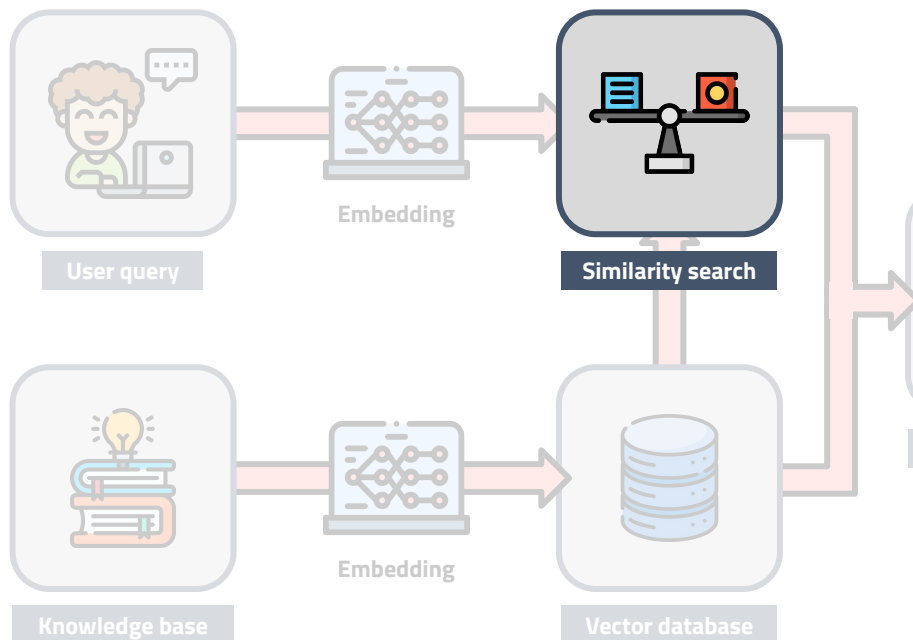 Embedding
User query
Similarity search
Embedding
Knowledge base
Vector database